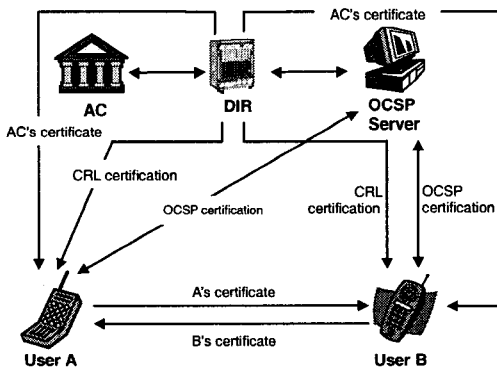 AC's certificate
AC
DIR
OCSP
Server
AC's certificate
CRL certification
OCSP certification
CRL
certification
OCSP
certification
A's certificate
B's certificate
User A
User B